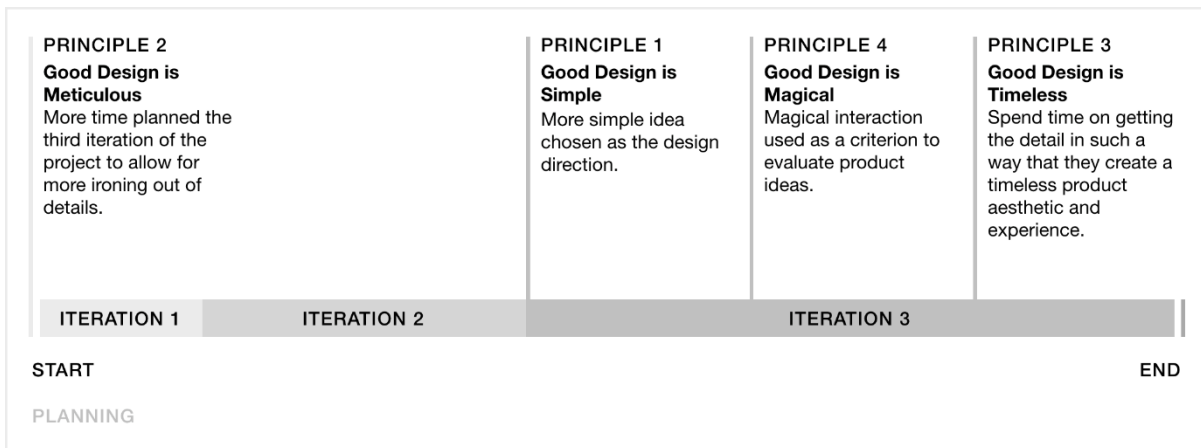 PRINCIPLE 2
Good Design is
Meticulous
More time planned the
third iteration of the
project to allow for
more ironing out of
details.
PRINCIPLE 1
Good Design is
Simple
More simple idea
chosen as the design
direction.
PRINCIPLE 4
Good Design is
Magical
Magical interaction
used as a criterion to
evaluate product
ideas.
PRINCIPLE 3
Good Design is
Timeless
Spend time on getting
the detail in such a
way that they create a
timeless product
aesthetic and
experience.
ITERATION 1
ITERATION 2
ITERATION 3
START
END
PLANNING